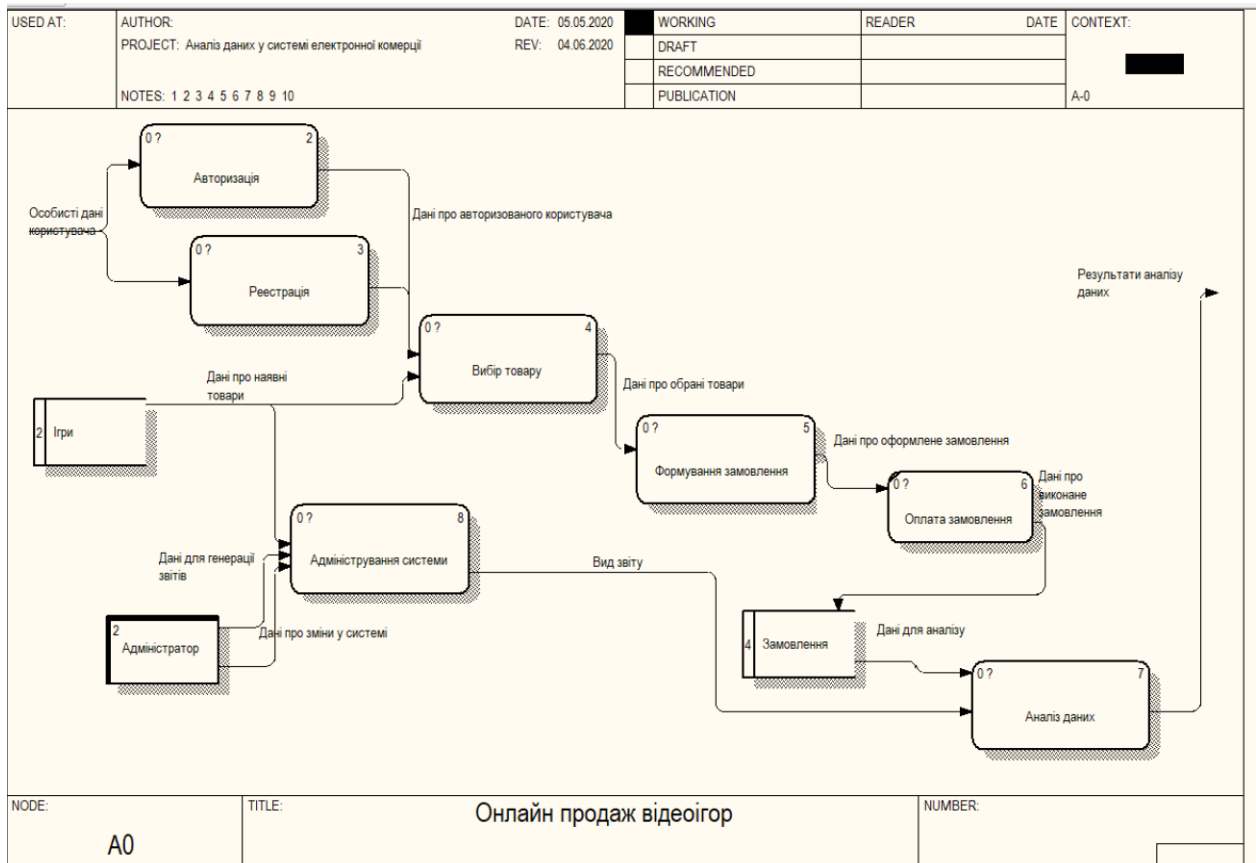 USED AT:
AUTHOR:
DATE: 05.05.2020
WORKING
READER
DATE
CONTEXT:
PROJECT: Аналіз даних у системі електронної комерції
REV: 04.06.2020
DRAFT
RECOMMENDED
NOTES: 1 2 3 4 5 6 7 8 9 10
PUBLICATION
A-0
0 ?
2
Авторизація
Особисті дані
користувача
Дані про авторизованого користувача
0 ?
3
Реестрація
Результати аналізу
даних
0 ?
4
Вибір товару
Дані про наявні
товари
Дані про обрані товари
2
Ігри
0 ?
5
Формування замовлення
Дані про оформлене замовлення
0 ?
6
Оплата замовлення
Дані про
виконане
замовлення
0 ?
8
Адміністрування системи
Дані для генерації
звітів
Вид звіту
2
Адміністратор
Дані про зміни у системі
4
Замовлення
Дані для аналізу
0 ?
7
Аналіз даних
NODE:
A0
TITLE:
Онлайн продаж відеоігор
NUMBER: